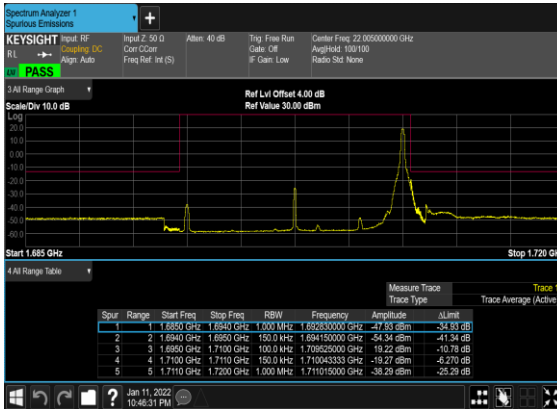 Spectrum Analyzer 1
Spurious Emissions
KEYSIGHT
RL
Input: RF
Coupling: DC
Align: Auto
Input Z: 50 Ω
Corr CCorr
Freq Ref: Int (S)
Atten: 40 dB
Trig: Free Run
Gate: Off
IF Gain: Low
Center Freq: 22.005000000 GHz
Avg|Hold: 100/100
Radio Std: None
LXI PASS
3 All Range Graph
Scale/Div 10.0 dB
Ref Lvl Offset 4.00 dB
Ref Value 30.00 dBm
Log
20.0
10.0
0.00
-10.0
-20.0
-30.0
-40.0
-50.0
-60.0
Start 1.685 GHz
Stop 1.720 GH
4 All Range Table
Measure Trace Trace 1
Trace Type Trace Average (Active
Spur Range Start Freq Stop Freq RBW Frequency Amplitude ΔLimit
1 1 1.6850 GHz 1.6940 GHz 1.000 MHz 1.692830000 GHz -47.93 dBm -34.93 dB
2 2 1.6940 GHz 1.6950 GHz 150.0 kHz 1.694150000 GHz -54.34 dBm -41.34 dB
3 3 1.6950 GHz 1.7100 GHz 100.0 kHz 1.709525000 GHz 19.22 dBm -10.78 dB
4 4 1.7100 GHz 1.7110 GHz 150.0 kHz 1.710043333 GHz -19.27 dBm -6.270 dB
5 5 1.7110 GHz 1.7200 GHz 1.000 MHz 1.711015000 GHz -38.29 dBm -25.29 dB
?
Jan 11, 2022
10:46:31 PM